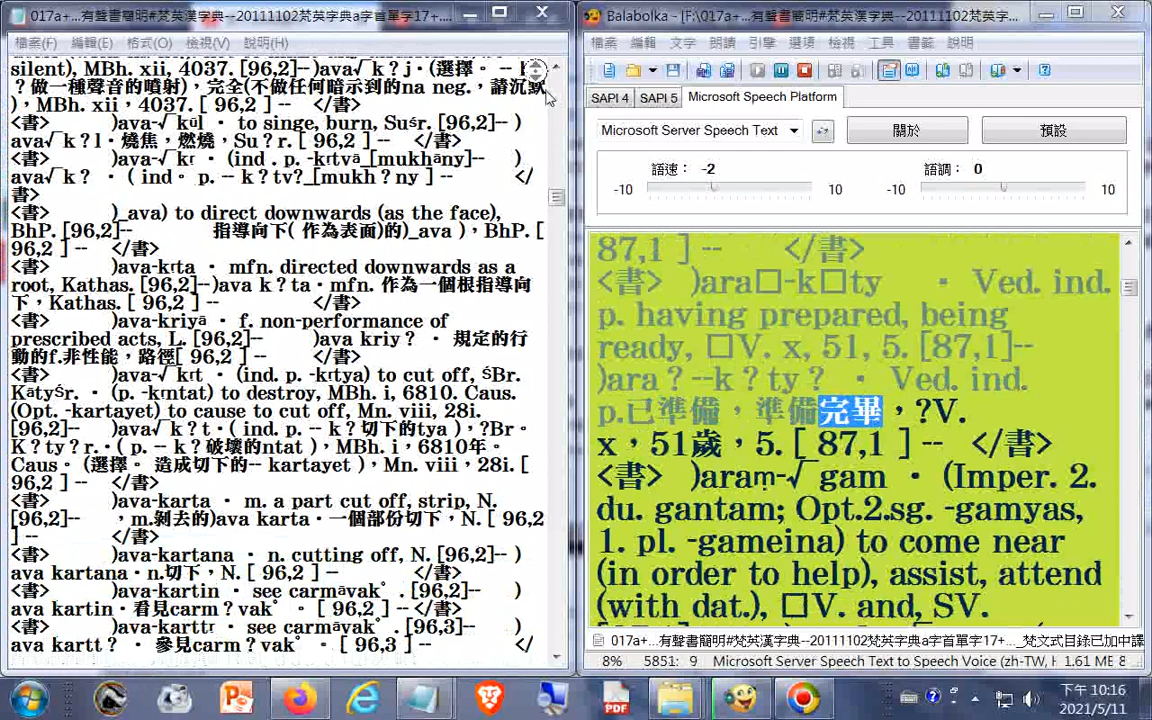 017a+...有聲書簡明#梵英漢字典--20111102梵英字典a字首單字17+...
檔案(F) 編輯(E) 格式(O) 檢視(V) 說明(H)
silent), MBh. xii, 4037. [96,2]--)ava√ k ? j‧(選擇。 --
? 做一種聲音的噴射)，完全(不做任何暗示到的na neg.，請沉默
)，MBh. xii，4037. [ 96,2 ] -- </書>
<書> )ava-√ kūl ‧ to singe, burn, Suśr. [96,2]-- )
ava√ k ? l‧燒焦，燃燒，Su ? r. [ 96,2 ] -- </書>
<書> )ava-√ kṛ ‧ (ind . p. -kṛtvā_[mukhāny]-- )
ava√ k ? ‧ ( ind。 p. -- k ? tv?_[mukh ? ny ] -- </
書>
<書> )_ava) to direct downwards (as the face),
BhP. [96,2]-- 指導向下( 作為表面)的)_ava )，BhP. [
96,2 ] -- </書>
<書> )ava-kṛta ‧ mfn. directed downwards as a
root, Kathas. [96,2]--)ava k ? ta‧mfn. 作為一個根指導向
下，Kathas. [ 96,2 ] -- </書>
<書> )ava-kriyā ‧ f. non-performance of
prescribed acts, L. [96,2]--)ava kriy ? ‧ 規定的行
動的f.非性能，路徑[ 96,2 ] -- </書>
<書> )ava-√ kṛt ‧ (ind. p. -kṛtya) to cut off, śBr.
KātyŚr. ‧ (p. -kṛntat) to destroy, MBh. i, 6810. Caus.
(Opt. -kartayet) to cause to cut off, Mn. viii, 28i.
[96,2]--)ava√ k ? t‧( ind。p. -- k ? 切下的tya)，?Br。
K ? ty ? r.‧( p. -- k ? 破壞的ntat )，MBh. i，6810年。
Caus。 (選擇。 造成切下的-- kartayet )，Mn. viii，28i. [
96,2 ] -- </書>
<書> )ava-karta ‧ m. a part cut off, strip, N.
[96,2]-- ，m.剝去的)ava karta‧一個部份切下，N. [ 96,2
] -- </書>
<書> )ava-kartana ‧ n. cutting off, N. [96,2]-- )
ava kartana‧n.切下，N. [ 96,2 ] -- </書>
<書> )ava-kartin ‧ see carmāvak° . [96,2]-- )
ava kartin‧看見carm ? vak° 。 [ 96,2 ] -- </書>
<書> )ava-karttṛ ‧ see carmāvak° . [96,3]-- )
ava kartt ? ‧ 參見carm ? vak° 。 [ 96,3 ] -- </
Balabolka - [F:\017a+...有聲書簡明#梵英漢字典--20111102梵英字...
檔案 編輯 文字 朗讀 引擎 選項 檢視 工具 書籤 說明
SAPI 4 SAPI 5 Microsoft Speech Platform
Microsoft Server Speech Text 關於 預設
語速： -2 語調： 0
-10 10 -10 10
87,1 ] -- </書>
<書> )ara□-k□ty ‧ Ved. ind.
p. having prepared, being
ready, □V. x, 51, 5. [87,1]--
)ara ? --k ? ty ? ‧ Ved. ind.
p.已準備，準備完畢，?V.
x，51歲，5. [ 87,1 ] -- </書>
<書> )araṃ-√ gam ‧ (Imper. 2.
du. gantam; Opt.2.sg. -gamyas,
1. pl. -gameina) to come near
(in order to help), assist, attend
(with dat.), □V. and, SV.
017a+...有聲書簡明#梵英漢字典--20111102梵英字典a字首單字17+..._梵文式目錄已加中譯
8% 5851: 9 Microsoft Server Speech Text to Speech Voice (zh-TW, H 1.61 MB 8
下午 10:16
2021/5/11